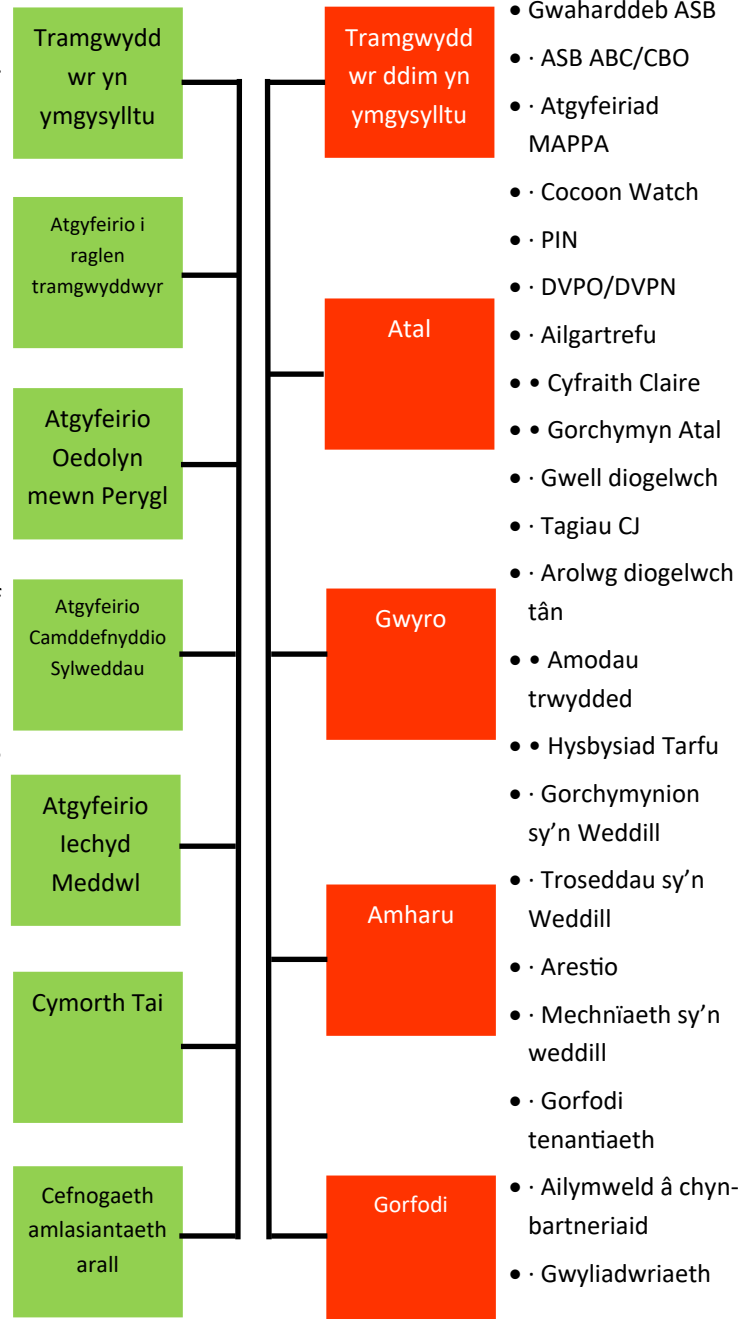 Tramgwydd
wr yn
ymgysylltu
Atgyfeirio i
raglen
tramgwyddwyr
Atgyfeirio
Oedolyn
mewn Perygl
Atgyfeirio
Camddefnyddio
Sylweddau
Atgyfeirio
Iechyd
Meddwl
Cymorth Tai
Cefnogaeth
amlasiantaeth
arall
Tramgwydd
wr ddim yn
ymgysylltu
Atal
Gwyro
Amharu
Gorfodi
• Gwaharddeb ASB
• · ASB ABC/CBO
• · Atgyfeiriad
MAPPA
• · Cocoon Watch
• · PIN
• · DVPO/DVPN
• · Ailgartrefu
• • Cyfraith Claire
• • Gorchymyn Atal
• · Gwell diogelwch
• · Tagiau CJ
• · Arolwg diogelwch
tân
• • Amodau
trwydded
• • Hysbysiad Tarfu
• · Gorchymynion
sy’n Weddill
• · Troseddau sy’n
Weddill
• · Arestio
• · Mechnïaeth sy’n
weddill
• · Gorfodi
tenantiaeth
• · Ailymweld â chyn-
bartneriaid
• · Gwyliadwriaeth